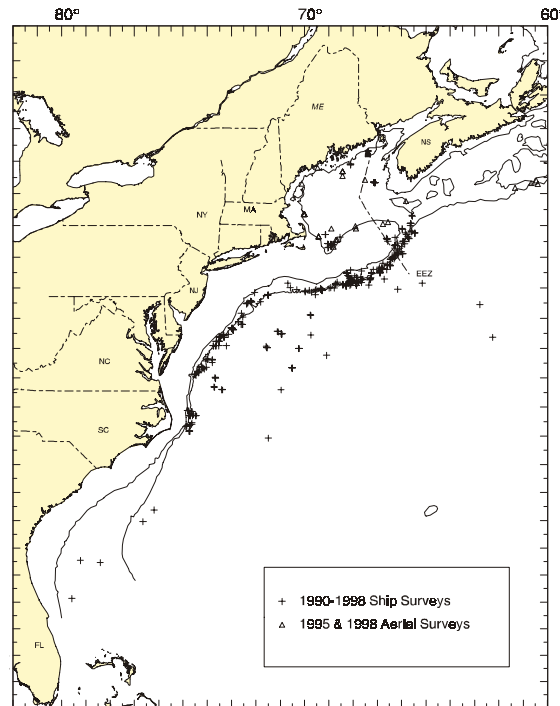 80° 70° 60
ME
NS
NY MA
NJ
EEZ
NC
SC
+ 1990-1998 Ship Surveys
△ 1995 & 1998 Aerial Surveys
FL